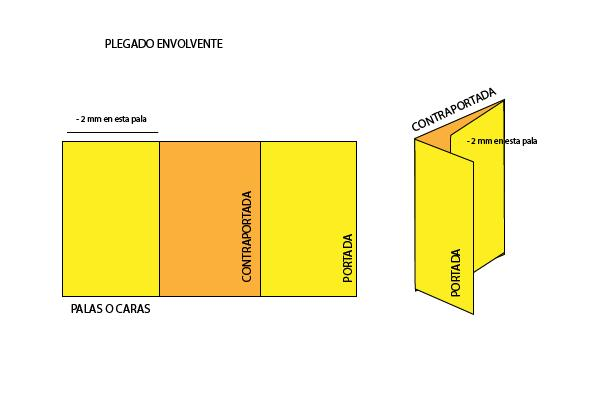 PLEGADO ENVOLVENTE
- 2 mm en esta pala
CONTRAPORTADA
PORTADA
PALAS O CARAS
CONTRAPORTADA
- 2 mm en esta pala
PORTADA